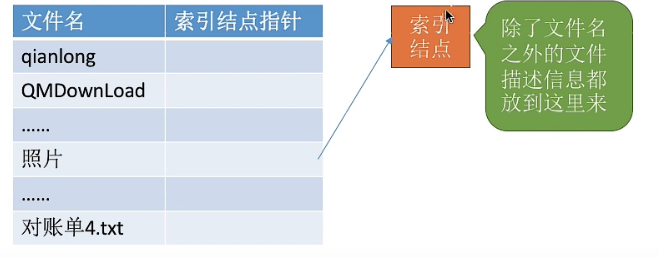 文件名 索引结点指针
qianlong
QMDownLoad
……
照片
……
对账单4.txt
索引
结点
除了文件名
之外的文件
描述信息都
放到这里来